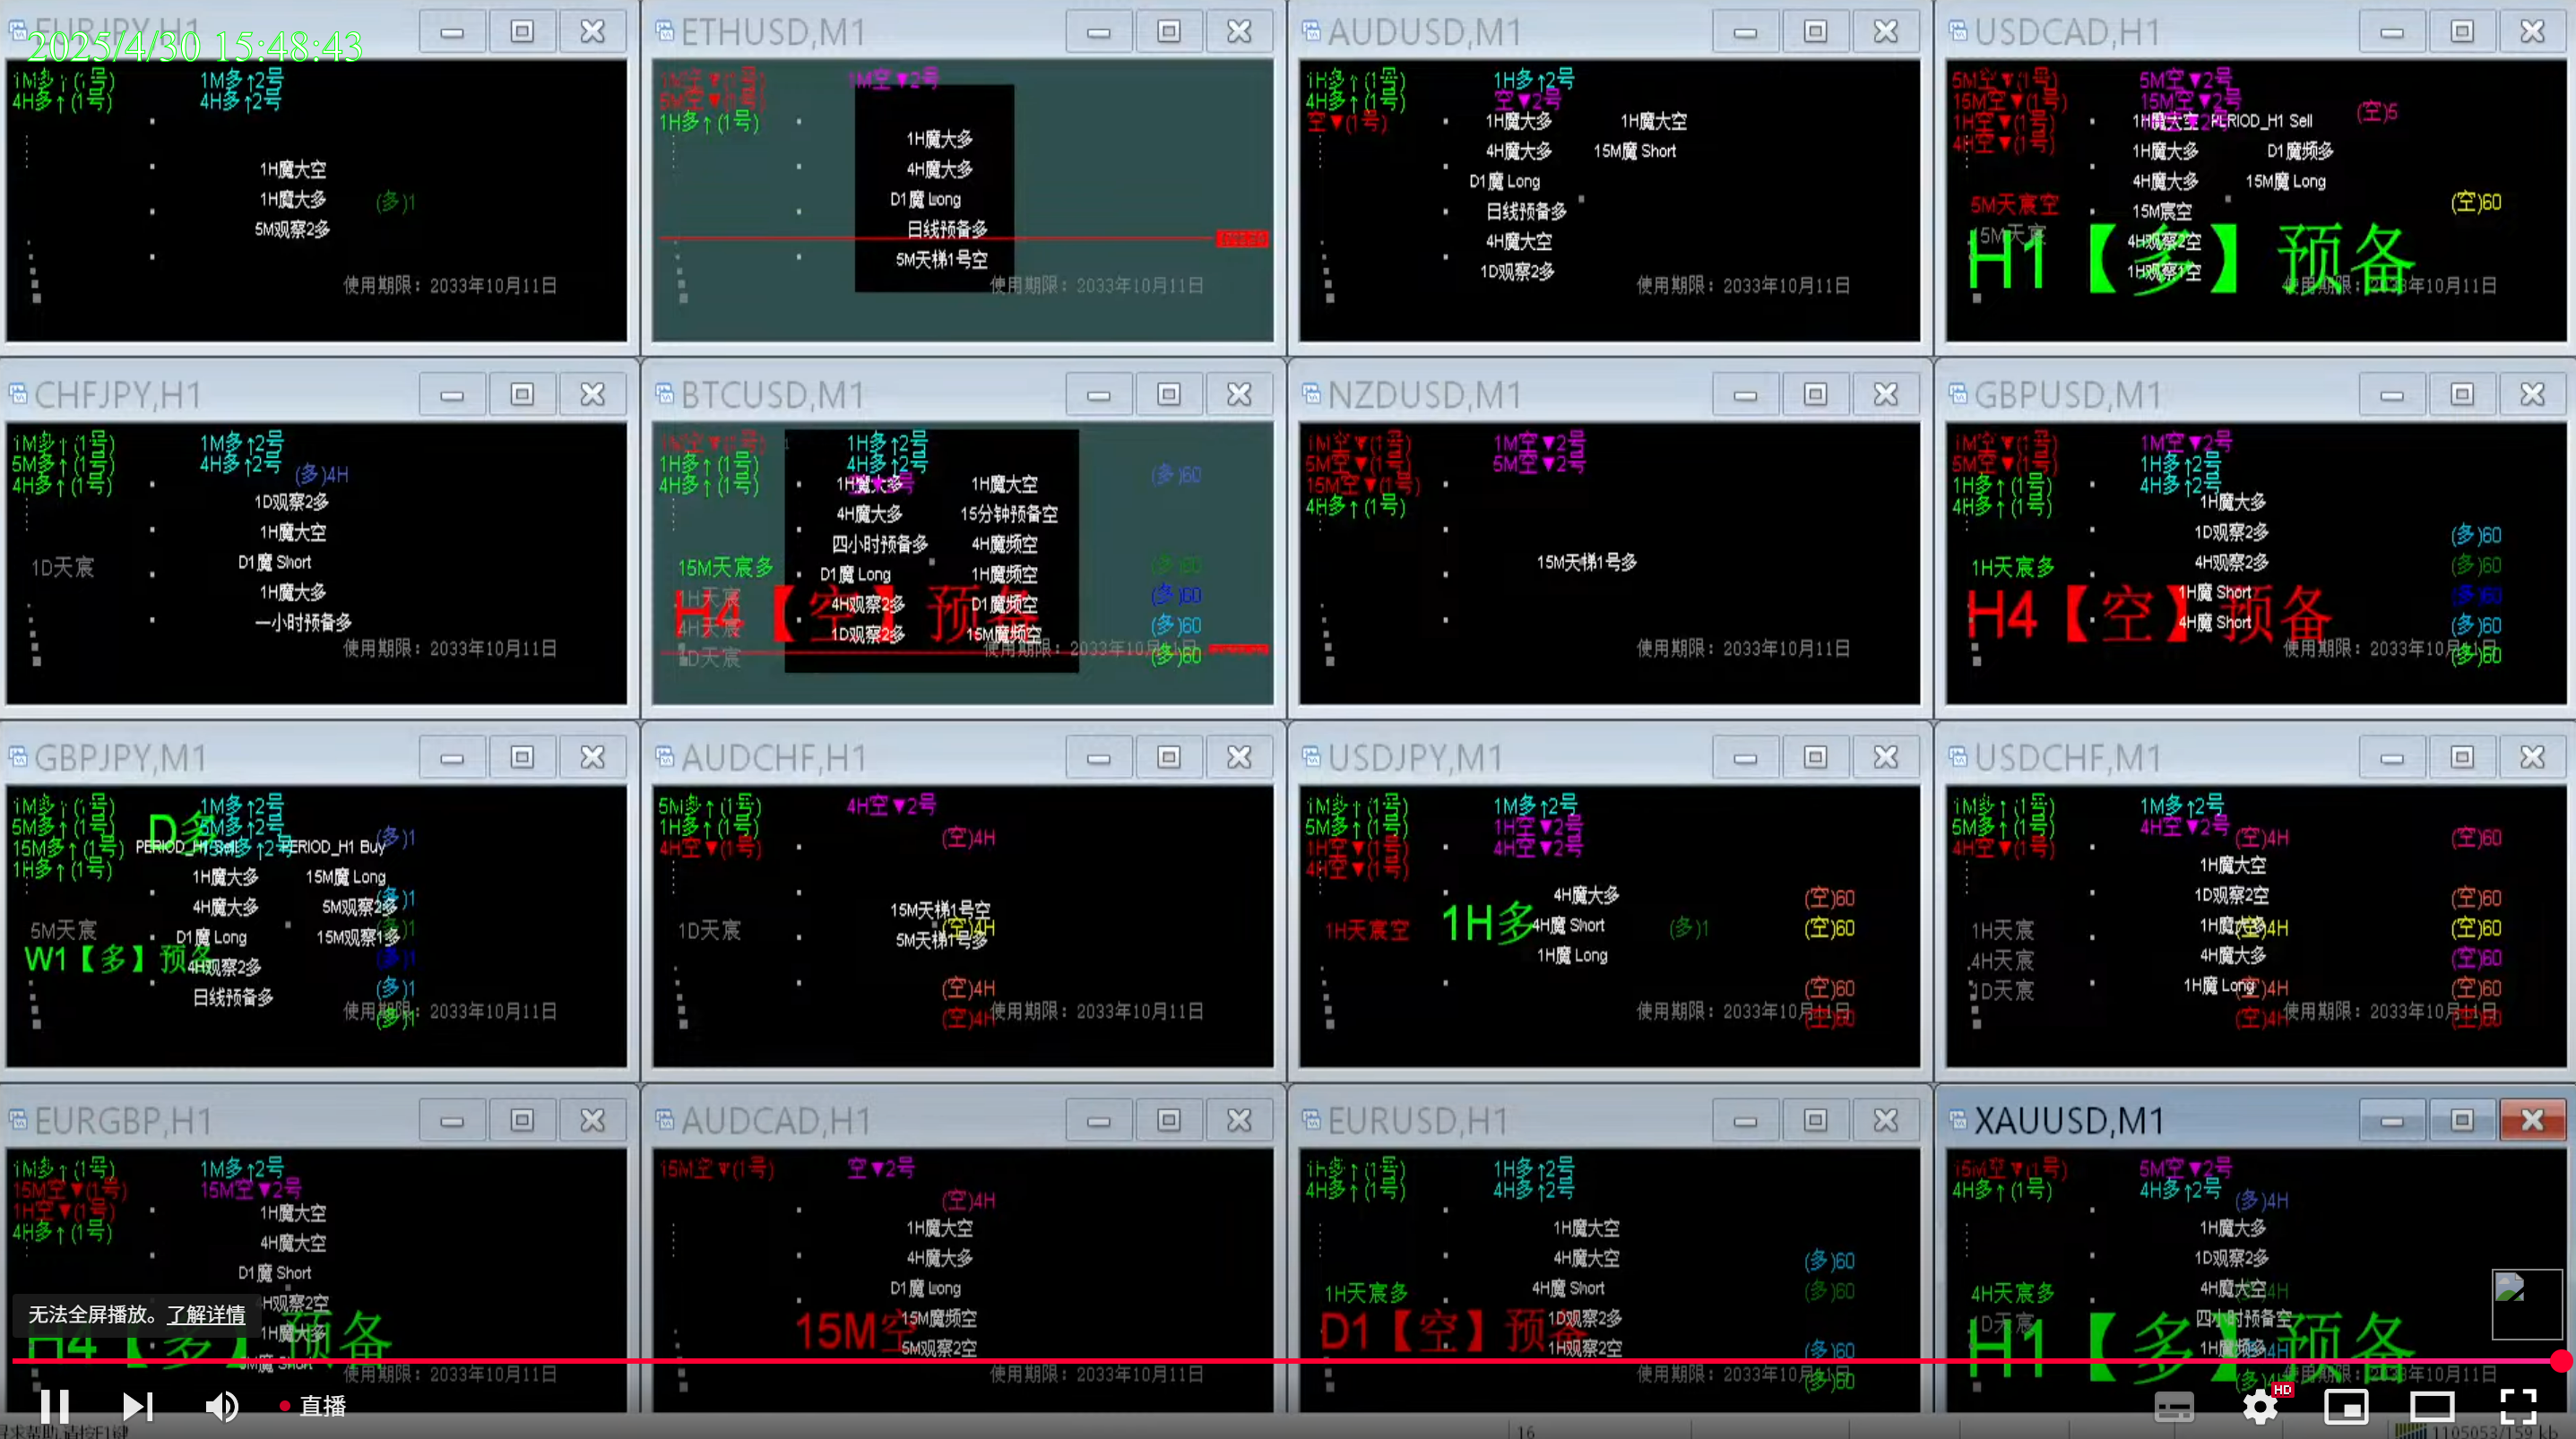 EURJPY,H1
2025/4/30 15:48:43
1M多↑(1号) 1M多↑2号
4H多↑(1号) 4H多↑2号
1H魔大空
1H魔大多 (多)1
5M观察2多
使用期限：2033年10月11日
ETHUSD,M1
1M空▼(1号) 1M空▼2号
5M空▼(1号)
1H多↑(1号)
1H魔大多
4H魔大多
D1魔 Long
日线预备多
5M天梯1号空
使用期限：2033年10月11日
AUDUSD,M1
1H多↑(1号) 1H多↑2号
4H多↑(1号) 空▼2号
空▼(1号) 1H魔大多 1H魔大空
4H魔大多 15M魔 Short
D1魔 Long
日线预备多
4H魔大空
1D观察2多
使用期限：2033年10月11日
USDCAD,H1
5M空▼(1号) 5M空▼2号
15M空▼(1号) 15M空▼2号 (空)5
1H空▼(1号) 1H魔大空 PERIOD_H1 Sell
4H空▼(1号) 1H魔大多 D1魔频多
4H魔大多 15M魔 Long
5M天宸空 15M宸空 (空)60
15M天宸 4H观察2空
H1【多】预备
1H观察1空
使用期限：2033年10月11日
CHFJPY,H1
1M多↑(1号) 1M多↑2号
5M多↑(1号) 4H多↑2号 (多)4H
4H多↑(1号)
1D观察2多
1H魔大空
1D天宸 D1魔 Short
1H魔大多
一小时预备多
使用期限：2033年10月11日
BTCUSD,M1
1M空▼(1号) 1H多↑2号
1H多↑(1号) 4H多↑2号 (多)60
4H多↑(1号) 1H魔大多 1H魔大空
4H魔大多 15分钟预备空
四小时预备多 4H魔频空
15M天宸多 D1魔 Long 1H魔频空 (多)60
1H天宸 4H观察2多 D1魔频空 (多)60
H4【空】预备
4H天宸 1D观察2多 15M魔频空 (多)60
1D天宸 使用期限：2033年10月11日 (多)60
NZDUSD,M1
1M空▼(1号) 1M空▼2号
5M空▼(1号) 5M空▼2号
15M空▼(1号)
4H多↑(1号)
15M天梯1号多
使用期限：2033年10月11日
GBPUSD,M1
1M空▼(1号) 1M空▼2号
5M空▼(1号) 1H多↑2号
1H多↑(1号) 4H多↑2号
4H多↑(1号) 1H魔大多
1D观察2多 (多)60
1H天宸多 4H观察2多 (多)60
1H魔 Short (多)60
H4【空】预备
4H魔 Short (多)60
使用期限：2033年10月11日 (多)60
GBPJPY,M1
1M多↑(1号) 1M多↑2号
5M多↑(1号) D多 5M多↑2号 (多)1
15M多↑(1号) PERIOD_H1 Sell 15M多↑2号 PERIOD_H1 Buy
1H多↑(1号) 1H魔大多 15M魔 Long
4H魔大多 5M观察2多 (多)1
5M天宸 D1魔 Long 15M观察1多 (多)1
W1【多】预备 4H观察2多 (多)1
日线预备多 (多)1
使用期限：2033年10月11日 (多)1
AUDCHF,H1
5M多↑(1号) 4H空▼2号
1H多↑(1号) (空)4H
4H空▼(1号)
15M天梯1号空
1D天宸 (空)4H
5M天梯1号多
(空)4H
(空)4H 使用期限：2033年10月11日
USDJPY,M1
1M多↑(1号) 1M多↑2号
5M多↑(1号) 1H空▼2号
1H空▼(1号) 4H空▼2号
4H空▼(1号) 4H魔大多 (空)60
1H天宸空 1H多 4H魔 Short (多)1 (空)60
1H魔 Long
(空)60
使用期限：2033年10月11日 (空)60
USDCHF,M1
1M多↑(1号) 1M多↑2号
5M多↑(1号) 4H空▼2号 (空)4H (空)60
4H空▼(1号) 1H魔大空
1D观察2空 (空)60
1H天宸 1H魔大多 (空)4H (空)60
4H天宸 4H魔大多 (空)60
1D天宸 1H魔 Long (空)4H (空)60
(空)4H 使用期限：2033年10月11日 (空)60
EURGBP,H1
1M多↑(1号) 1M多↑2号
15M空▼(1号) 15M空▼2号
1H空▼(1号) 1H魔大空
4H多↑(1号) 4H魔大空
D1魔 Short
4H观察2空
无法全屏播放。了解详情
1H魔大多
H4【多】预备
5M魔 Short
使用期限：2033年10月11日
AUDCAD,H1
15M空▼(1号) 空▼2号
(空)4H
1H魔大空
4H魔大多
D1魔 Long
15M空 15M魔频空
5M观察2空
使用期限：2033年10月11日
EURUSD,H1
1H多↑(1号) 1H多↑2号
4H多↑(1号) 4H多↑2号
1H魔大空
4H魔大空 (多)60
1H天宸多 4H魔 Short (多)60
D1【空】预备 1D观察2多
1H观察2空 (多)60
使用期限：2033年10月11日 (多)60
XAUUSD,M1
15M空▼(1号) 5M空▼2号
4H多↑(1号) 4H多↑2号 (多)4H
1H魔大多
1D观察2多
4H天宸多 4H魔大空
1D天宸 四小时预备空
H1【多】预备
1H魔频多
使用期限：2033年10月11日
直播
HD
寻求帮助,请按F1键
16
1105053/159 kb